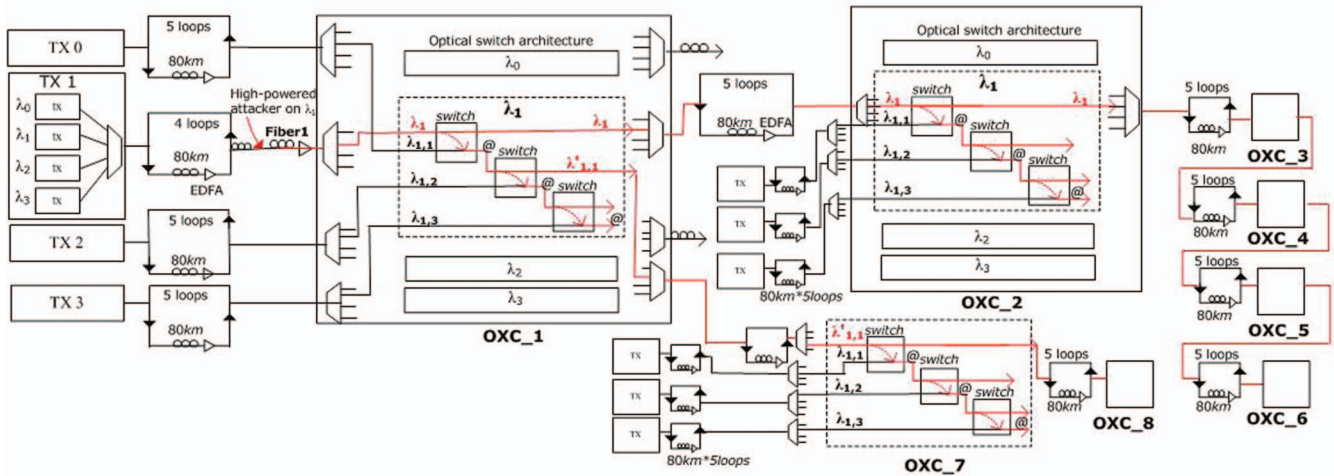 TX 0
5 loops
80km
TX 1
λ0
tx
λ1
tx
λ2
tx
λ3
tx
4 loops
80km
EDFA
High-powered
attacker on λ1
Fiber1
TX 2
5 loops
80km
TX 3
5 loops
80km
Optical switch architecture
λ0
λ1
λ1
switch
λ1
λ1,1
@
switch
λ'1,1
λ1,2
@
switch
λ1,3
@
λ2
λ3
OXC_1
5 loops
80km EDFA
TX
TX
TX
80km*5loops
Optical switch architecture
λ0
λ1
λ1
switch
λ1
λ1,1
@
switch
λ1,2
@
switch
λ1,3
@
λ2
λ3
OXC_2
5 loops
80km
OXC_3
5 loops
80km
OXC_4
5 loops
80km
OXC_5
5 loops
80km
OXC_6
TX
TX
TX
80km*5loops
λ'1,1
switch
λ1,1
@
switch
λ1,2
@
switch
λ1,3
@
OXC_7
5 loops
80km
OXC_8